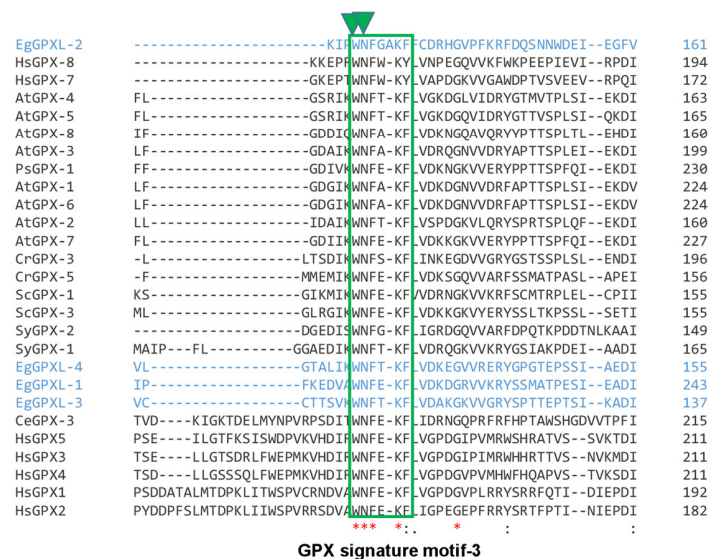 EgGPXL-2 -----------------------KIPWNFGAKFFCDRHGVPFKRFDQSNNWDEI--EGFV 161
HsGPX-8 ---------------------KKEPFWNFW-KYLVNPEGQVVKFWKPEEPIEVI--RPDI 194
HsGPX-7 ---------------------GKEPTWNFW-KYLVAPDGKVVGAWDPTVSVEEV--RPQI 172
AtGPX-4 FL-------------------GSRIKWNFT-KFLVGKDGLVIDRYGTMVTPLSI--EKDI 163
AtGPX-5 FL-------------------GSRIKWNFT-KFLVGKDGQVIDRYGTTVSPLSI--QKDI 165
AtGPX-8 IF-------------------GDDIQWNFA-KFLVDKNGQAVQRYYPTTSPLTL--EHDI 160
AtGPX-3 LF-------------------GDAIKWNFA-KFLVDRQGNVVDRYAPTTSPLEI--EKDI 199
PsGPX-1 FF-------------------GDIVKWNFE-KFLVDKNGKVVERYPPTTSPFQI--EKDI 230
AtGPX-1 LF-------------------GDGIKWNFA-KFLVDKDGNVVDRFAPTTSPLSI--EKDV 224
AtGPX-6 LF-------------------GDGIKWNFA-KFLVDKDGNVVDRFAPTTSPLSI--EKDV 224
AtGPX-2 LL-------------------IDAIKWNFT-KFLVSPDGKVLQRYSPRTSPLQF--EKDI 160
AtGPX-7 FL-------------------GDIIKWNFE-KFLVDKKGKVVERYPPTTSPFQI--EKDI 227
CrGPX-3 -L------------------LTSDIKWNFS-KFLINKEGDVVGRYGSTSSPLSL--ENDI 196
CrGPX-5 -F------------------MMEMIKWNFE-KFLVDKSGQVVARFSSMATPASL--APEI 156
ScGPX-1 KS------------------GIKMIKWNFE-KFVVDRNGKVVKRFSCMTRPLEL--CPII 155
ScGPX-3 ML------------------GLRGIKWNFE-KFLVDKKGKVYERYSSLTKPSSL--SETI 155
SyGPX-2 --------------------DGEDISWNFG-KFLIGRDGQVVARFDPQTKPDDTNLKAAI 149
SyGPX-1 MAIP---FL----------GGAEDIKWNFT-KFLVDRQGKVVKRYGSIAKPDEI--AADI 165
EgGPXL-4 VL------------------GTALIKWNFT-KFLVDKEGVVRERYGPGTEPSSI--AEDI 155
EgGPXL-1 IP------------------FKEDVAWNFE-KFLVDKDGRVVKRYSSMATPESI--EADI 243
EgGPXL-3 VC------------------CTTSVKWNFT-KFLVDAKGKVVGRYSPTTEPTSI--KADI 137
CeGPX-3 TVD----KIGKTDELMYNPVRPSDITWNFE-KFLIDRNGQPRFRFHPTAWSHGDVVTPFI 215
HsGPX5 PSE----ILGTFKSISWDPVKVHDIRWNFE-KFLVGPDGIPVMRWSHRATVS--SVKTDI 211
HsGPX3 TSE----LLGTSDRLFWEPMKVHDIRWNFE-KFLVGPDGIPIMRWHHRTTVS--NVKMDI 211
HsGPX4 TSD----LLGSSSQLFWEPMKVHDIRWNFE-KFLVGPDGVPVMHWFHQAPVS--TVKSDI 211
HsGPX1 PSDDATALMTDPKLITWSPVCRNDVAWNFE-KFLVGPDGVPLRRYSRRFQTI--DIEPDI 192
HsGPX2 PYDDPFSLMTDPKLIIWSPVRRSDVAWNFE-KFLIGPEGEPFRRYSRTFPTI--NIEPDI 182
*** *:. * : :
GPX signature motif-3